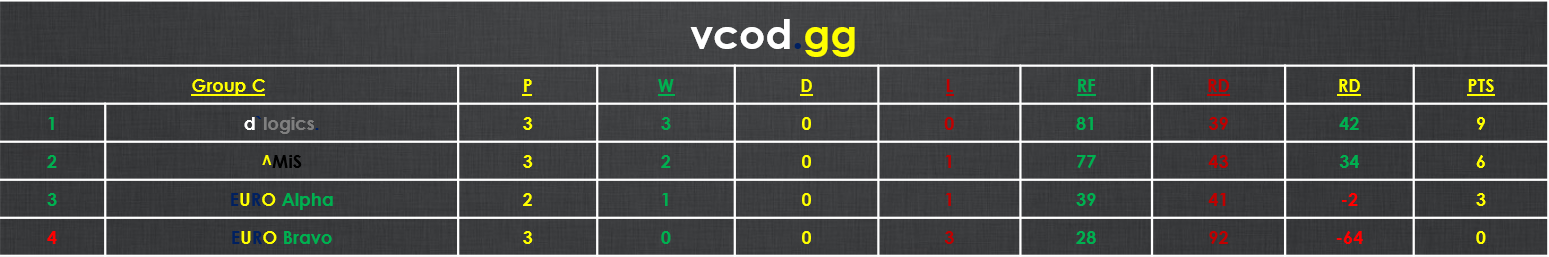 vcod.gg
Group C P W D L RF RD RD PTS
1 d`logics. 3 3 0 0 81 39 42 9
2 ^MiS 3 2 0 1 77 43 34 6
3 EURO Alpha 2 1 0 1 39 41 -2 3
4 EURO Bravo 3 0 0 3 28 92 -64 0